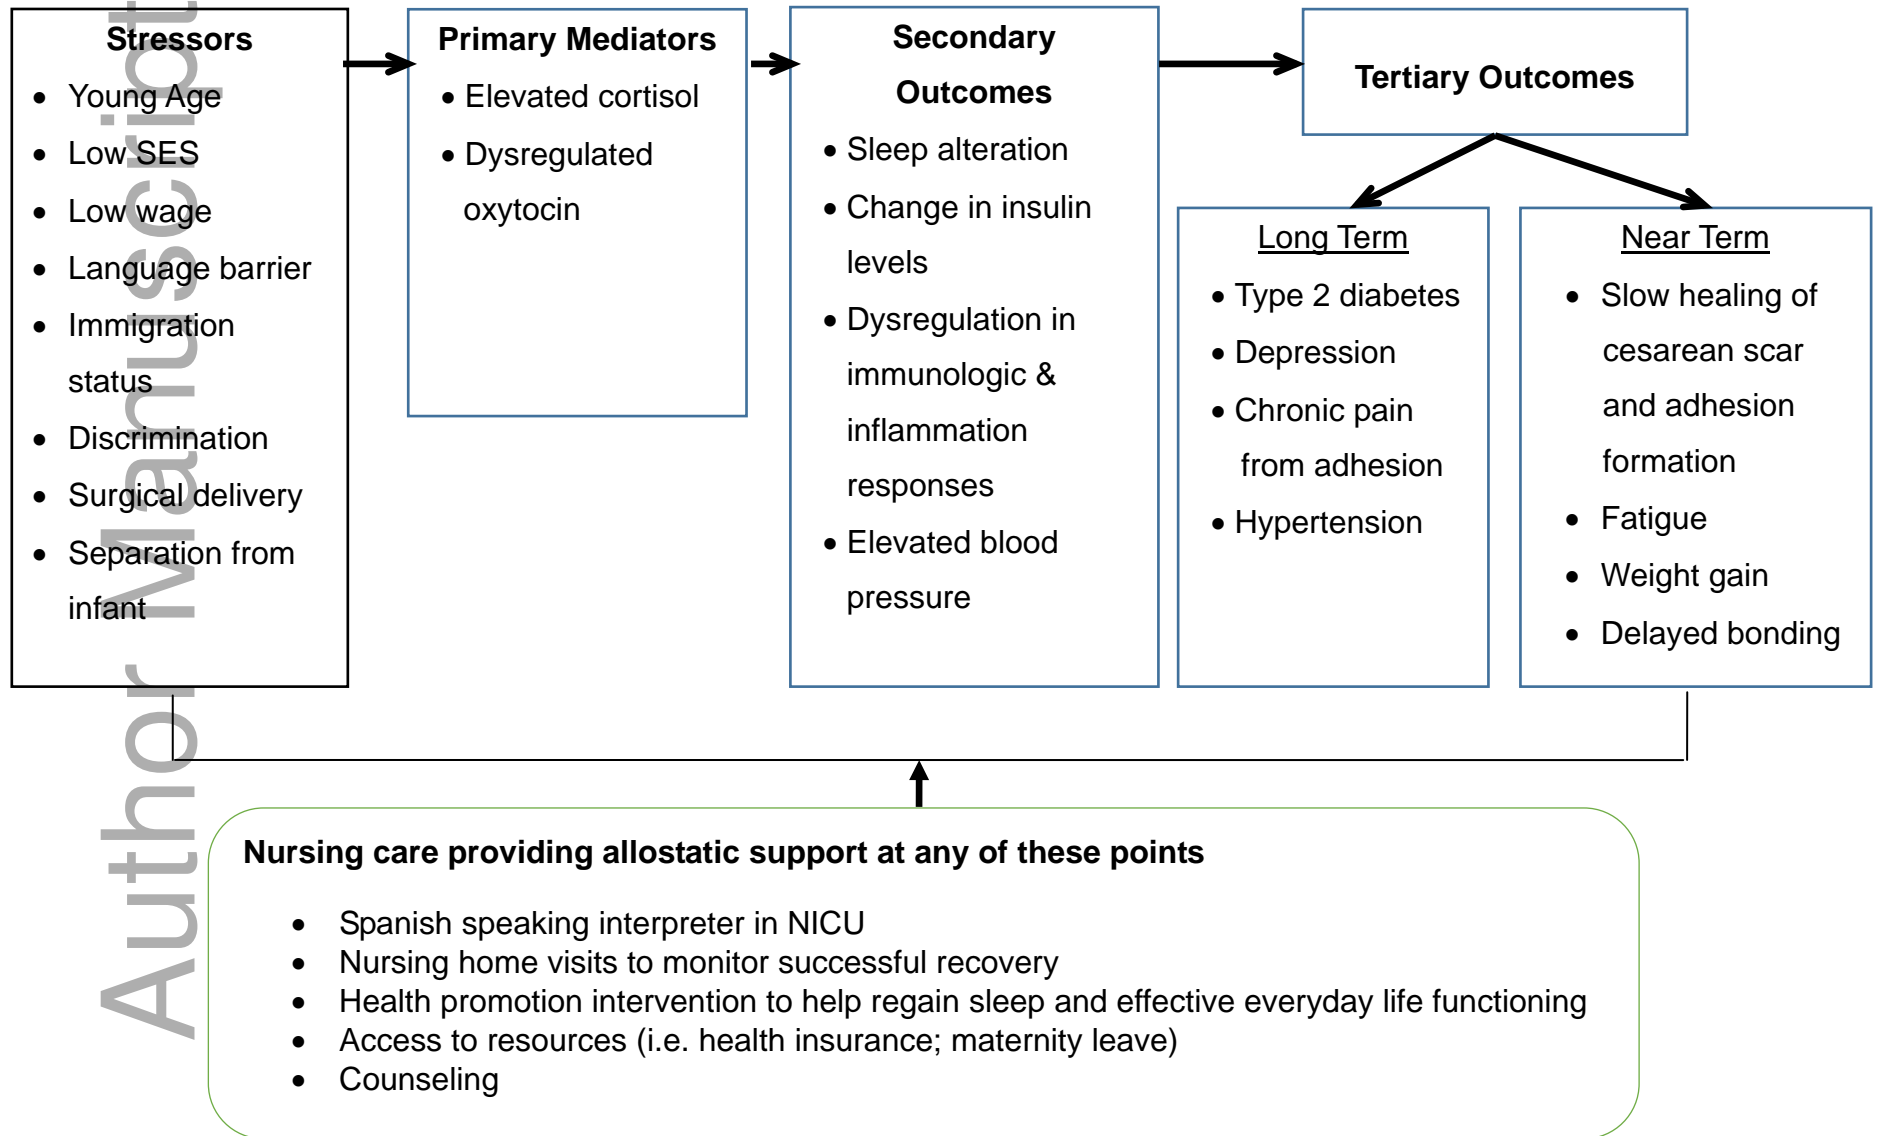 Author Manuscript
Stressors
• Young Age
• Low SES
• Low wage
• Language barrier
• Immigration
status
• Discrimination
• Surgical delivery
• Separation from
infant
Primary Mediators
• Elevated cortisol
• Dysregulated
oxytocin
Secondary
Outcomes
• Sleep alteration
• Change in insulin
levels
• Dysregulation in
immunologic &
inflammation
responses
• Elevated blood
pressure
Tertiary Outcomes
Long Term
• Type 2 diabetes
• Depression
• Chronic pain
from adhesion
• Hypertension
Near Term
• Slow healing of
cesarean scar
and adhesion
formation
• Fatigue
• Weight gain
• Delayed bonding
Nursing care providing allostatic support at any of these points
• Spanish speaking interpreter in NICU
• Nursing home visits to monitor successful recovery
• Health promotion intervention to help regain sleep and effective everyday life functioning
• Access to resources (i.e. health insurance; maternity leave)
• Counseling